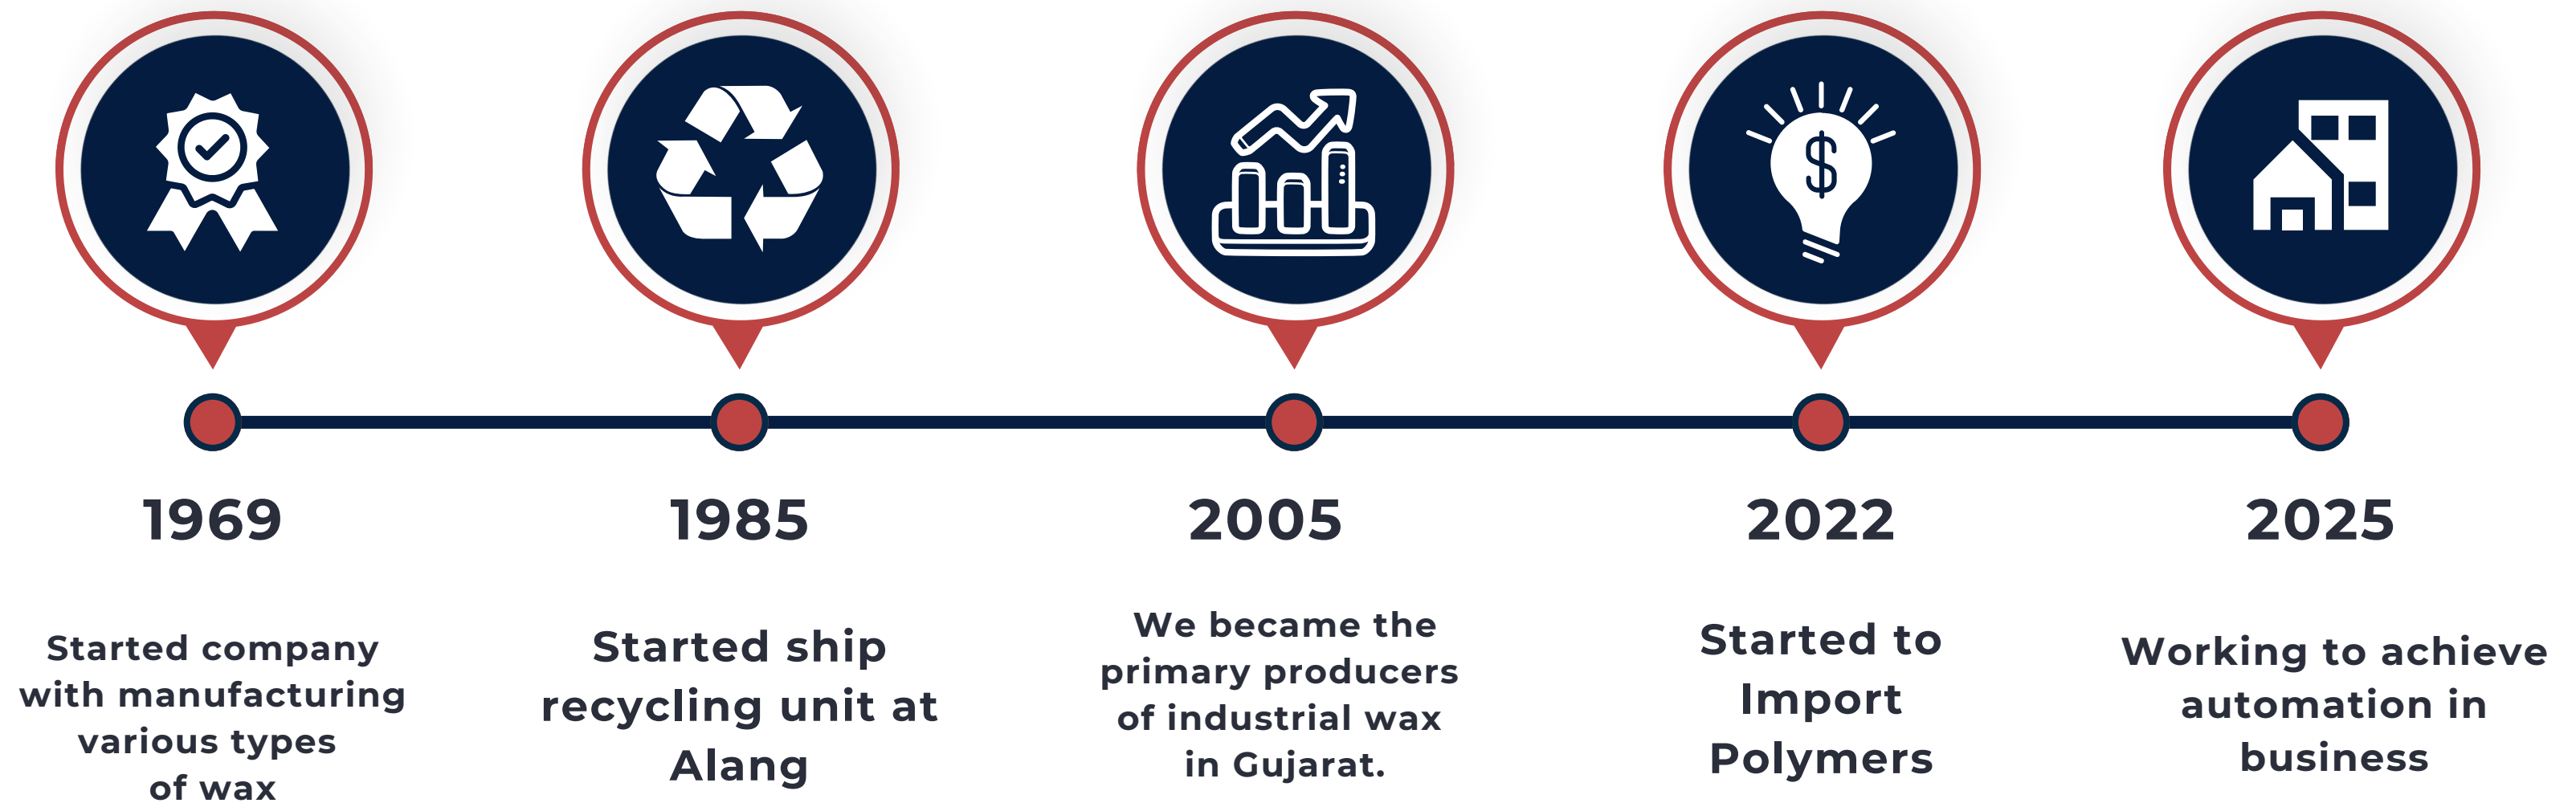 1969
Started company
with manufacturing
various types
of wax
1985
Started ship
recycling unit at
Alang
2005
We became the
primary producers
of industrial wax
in Gujarat.
$
2022
Started to
Import
Polymers
2025
Working to achieve
automation in
business